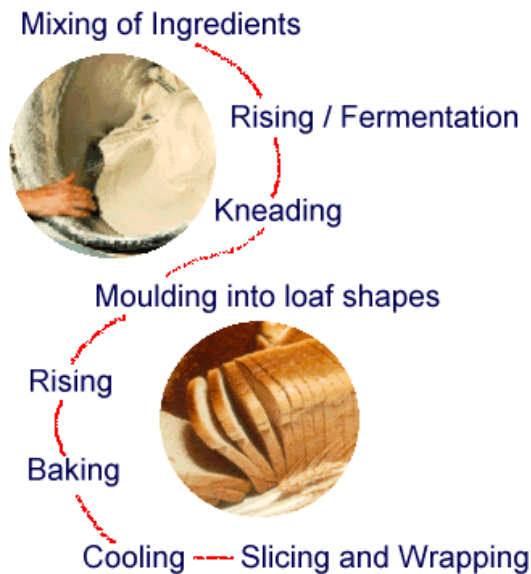 Mixing of Ingredients
Rising / Fermentation
Kneading
Moulding into loaf shapes
Rising
Baking
Cooling
Slicing and Wrapping